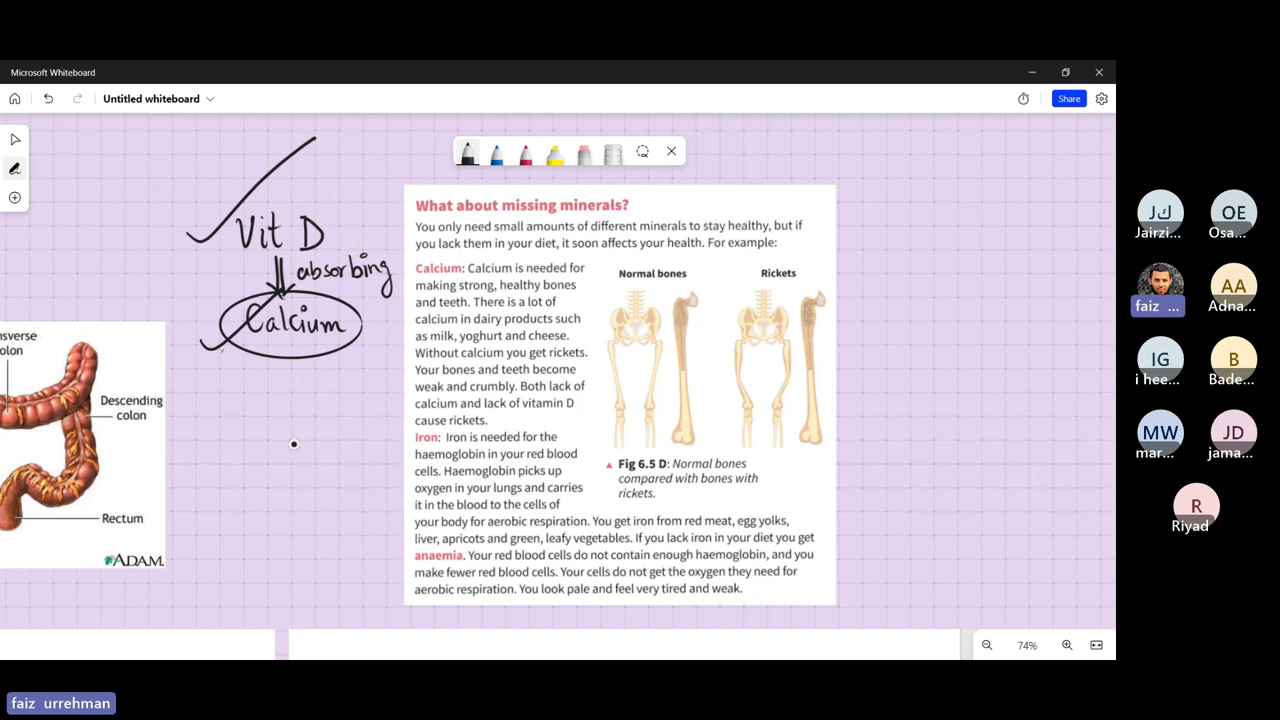 Microsoft Whiteboard
Untitled whiteboard
Share
Vit D
absorbing
Calcium
nsverse
olon
Descending
colon
Rectum
ADAM.
What about missing minerals?
You only need small amounts of different minerals to stay healthy, but if
you lack them in your diet, it soon affects your health. For example:
Calcium: Calcium is needed for
making strong, healthy bones
and teeth. There is a lot of
calcium in dairy products such
as milk, yoghurt and cheese.
Without calcium you get rickets.
Your bones and teeth become
weak and crumbly. Both lack of
calcium and lack of vitamin D
cause rickets.
Iron: Iron is needed for the
haemoglobin in your red blood
cells. Haemoglobin picks up
oxygen in your lungs and carries
it in the blood to the cells of
your body for aerobic respiration. You get iron from red meat, egg yolks,
liver, apricots and green, leafy vegetables. If you lack iron in your diet you get
anaemia. Your red blood cells do not contain enough haemoglobin, and you
make fewer red blood cells. Your cells do not get the oxygen they need for
aerobic respiration. You look pale and feel very tired and weak.
Normal bones
Rickets
Fig 6.5 D: Normal bones
compared with bones with
rickets.
74%
كJ
Jairzi...
OE
Osa...
faiz ...
AA
Adna...
IG
i hee...
B
Bade...
MW
mar...
JD
jama...
R
Riyad
faiz urrehman